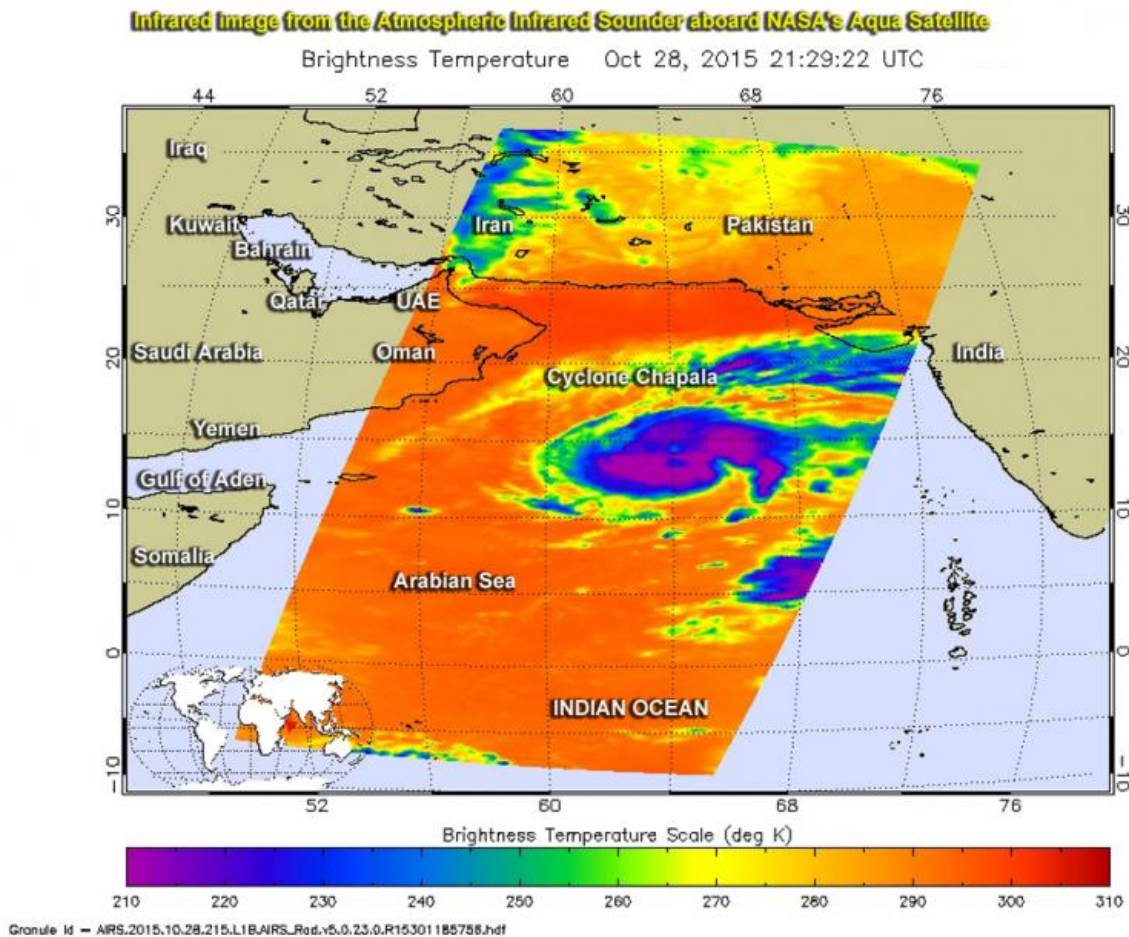 Infrared Image from the Atmospheric Infrared Sounder aboard NASA's Aqua Satellite
Brightness Temperature Oct 28, 2015 21:29:22 UTC
44 52 60 68 76
Iraq
30 Kuwait Iran Pakistan 30
Bahrain
Qatar UAE
20 Saudi Arabia Oman India 20
Cyclone Chapala
Yemen
10 Gulf of Aden 10
Somalia Arabian Sea
0 0
INDIAN OCEAN
-10 -10
52 60 68 76
Brightness Temperature Scale (deg K)
210 220 230 240 250 260 270 280 290 300 310
Granule Id - AIRS.2015.10.28.215.L1B.AIRS_Rad.v5.0.23.0.R15301185758.hdf